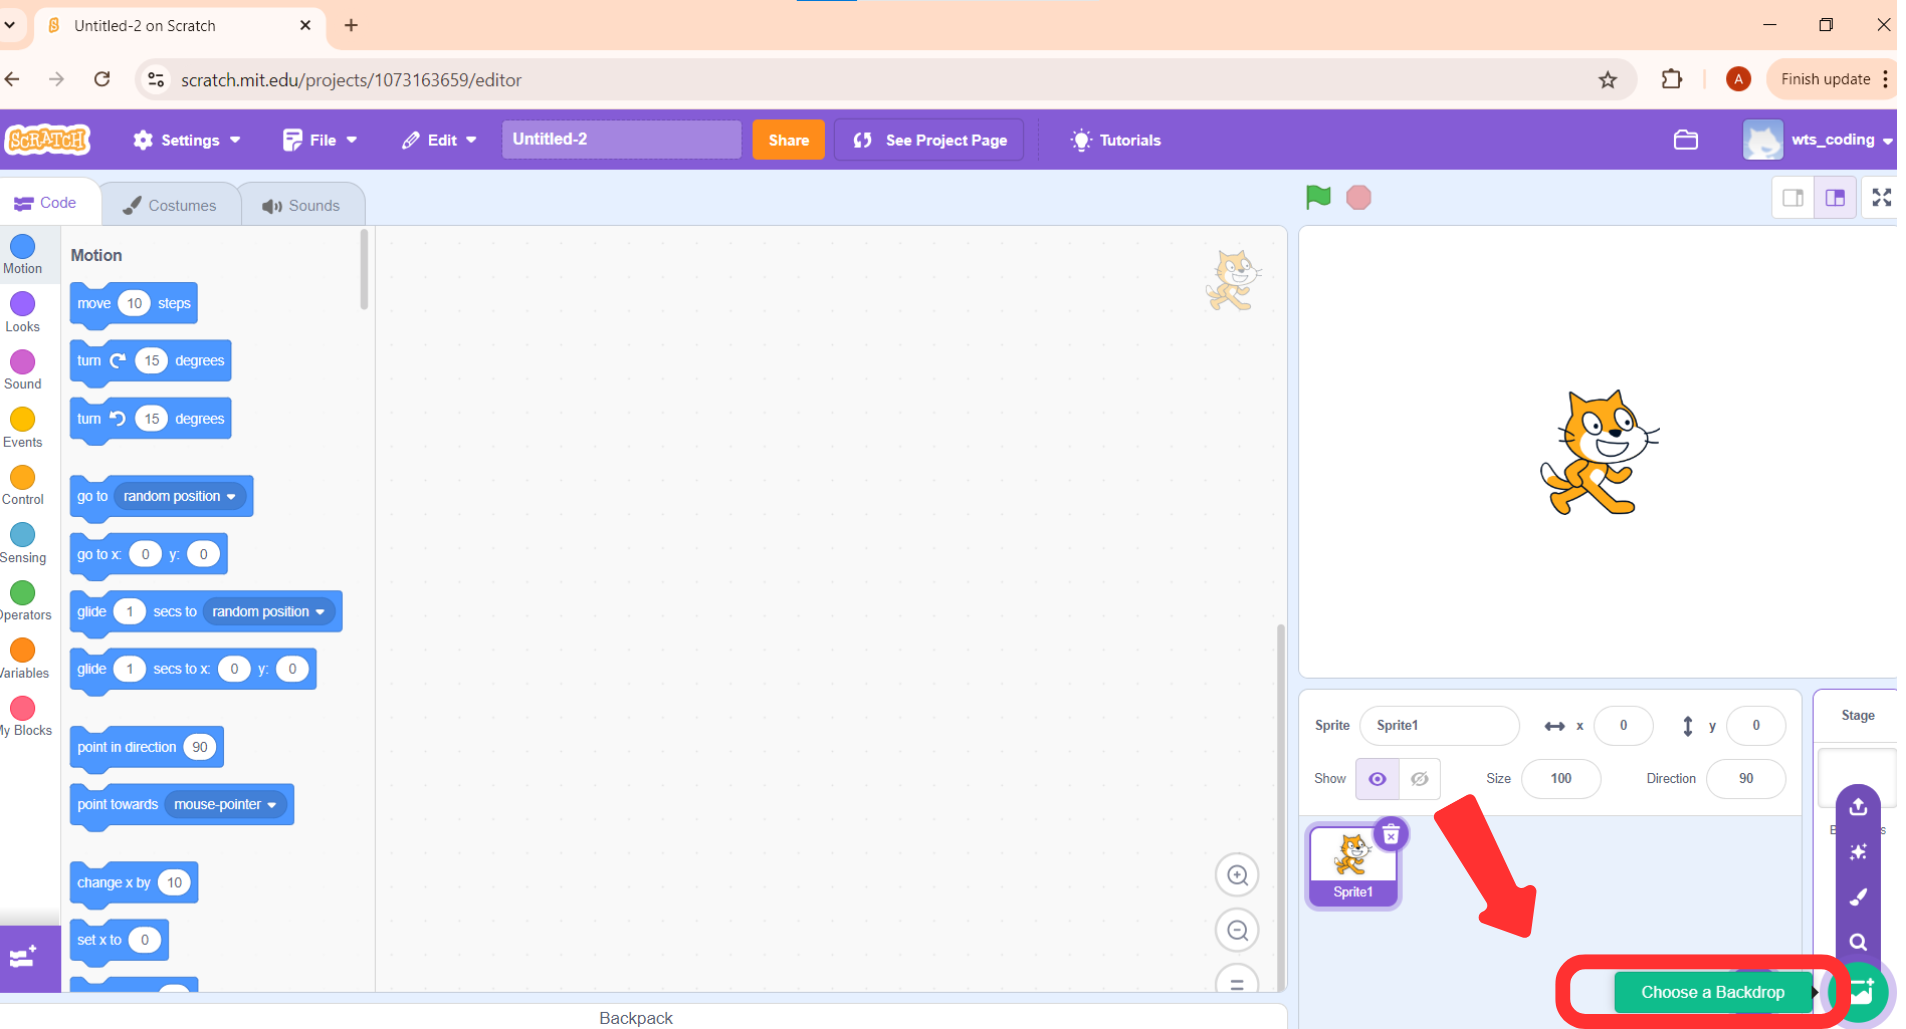 Untitled-2 on Scratch
scratch.mit.edu/projects/1073163659/editor
A
Finish update
SCRATCH
Settings
File
Edit
Untitled-2
Share
See Project Page
Tutorials
wts_coding
Code
Costumes
Sounds
Motion
Looks
Sound
Events
Control
Sensing
Operators
Variables
My Blocks
Motion
move 10 steps
turn 15 degrees
turn 15 degrees
go to random position
go to x: 0 y: 0
glide 1 secs to random position
glide 1 secs to x: 0 y: 0
point in direction 90
point towards mouse-pointer
change x by 10
set x to 0
Backpack
Sprite Sprite1 x 0 y 0
Show Size 100 Direction 90
Sprite1
Stage
Choose a Backdrop